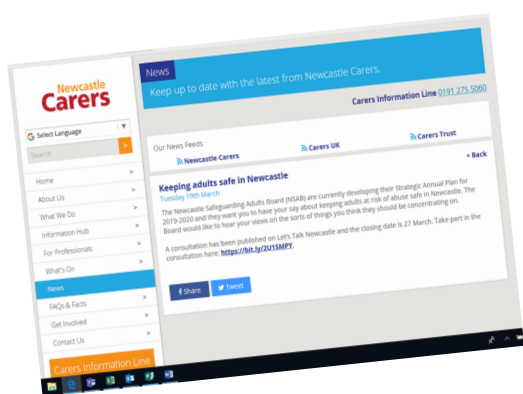 Newcastle
Carers
Select Language
Search
>
Home >
About Us >
What We Do >
Information Hub >
For Professionals >
What's On >
News
FAQs & Facts >
Get Involved >
Contact Us >
Carers Information Line
News
Keep up to date with the latest from Newcastle Carers.
Carers Information Line 0191 275 5060
Our News Feeds
Newcastle Carers
Carers UK
Carers Trust
< Back
Keeping adults safe in Newcastle
Tuesday 19th March
The Newcastle Safeguarding Adults Board (NSAB) are currently developing their Strategic Annual Plan for
2019-2020 and they want you to have your say about keeping adults at risk of abuse safe in Newcastle. The
Board would like to hear your views on the sorts of things you think they should be concentrating on.
A consultation has been published on Let's Talk Newcastle and the closing date is 27 March. Take part in the
consultation here: https://bit.ly/2U1SMPY.
Share
Tweet